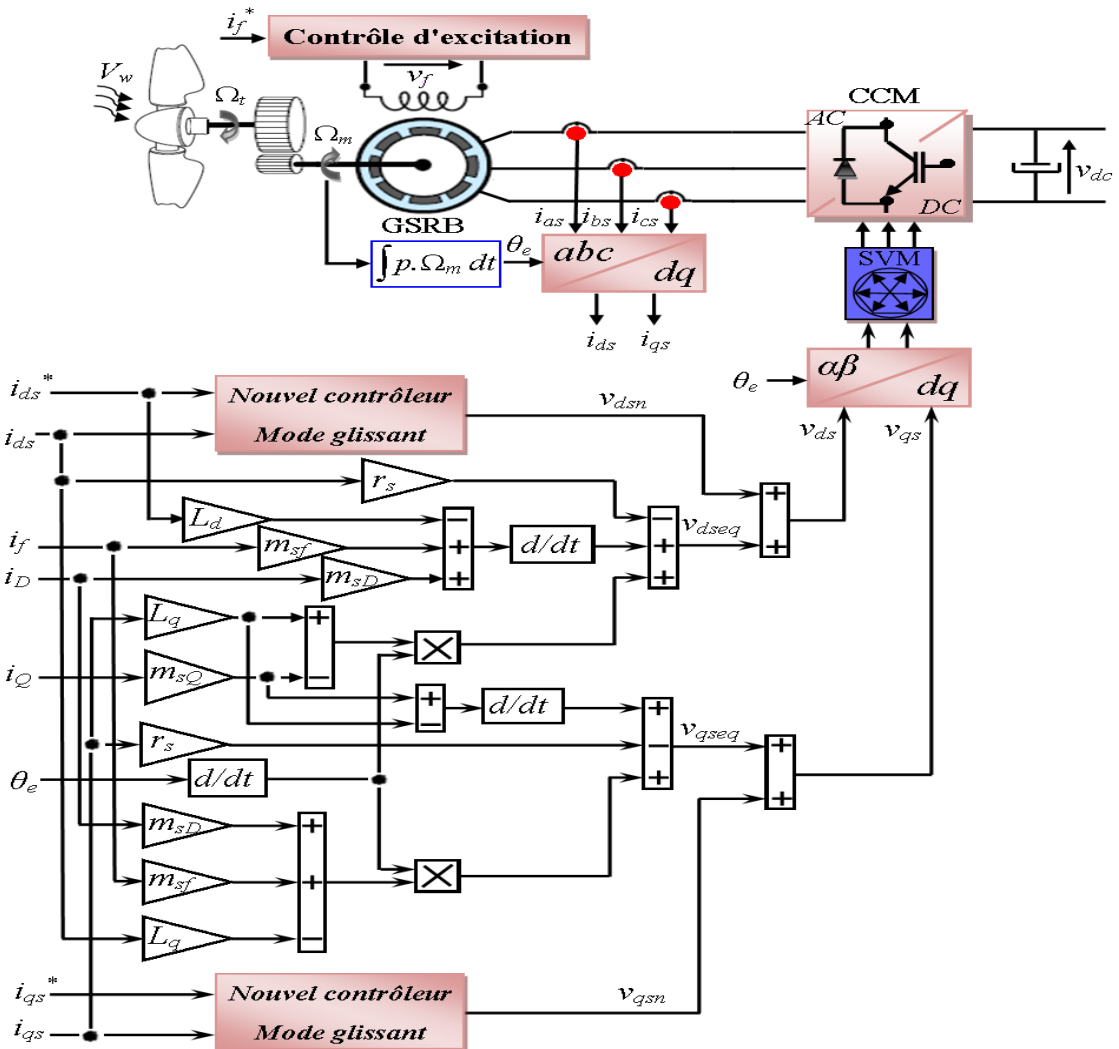 i_f*
Contrôle d'excitation
v_f
V_w
Ω_t
Ω_m
GSRB
CCM
AC
DC
v_dc
i_as
i_bs
i_cs
∫ p.Ω_m dt
θ_e
abc
dq
i_ds
i_qs
SVM
θ_e
αβ
dq
v_ds
v_qs
i_ds*
Nouvel contrôleur
Mode glissant
v_dsn
i_ds
r_s
L_d
v_dseq
i_f
m_sf
d/dt
i_D
m_sD
L_q
i_Q
m_sQ
d/dt
r_s
v_qseq
θ_e
d/dt
m_sD
m_sf
L_q
i_qs*
Nouvel contrôleur
Mode glissant
v_qsn
i_qs